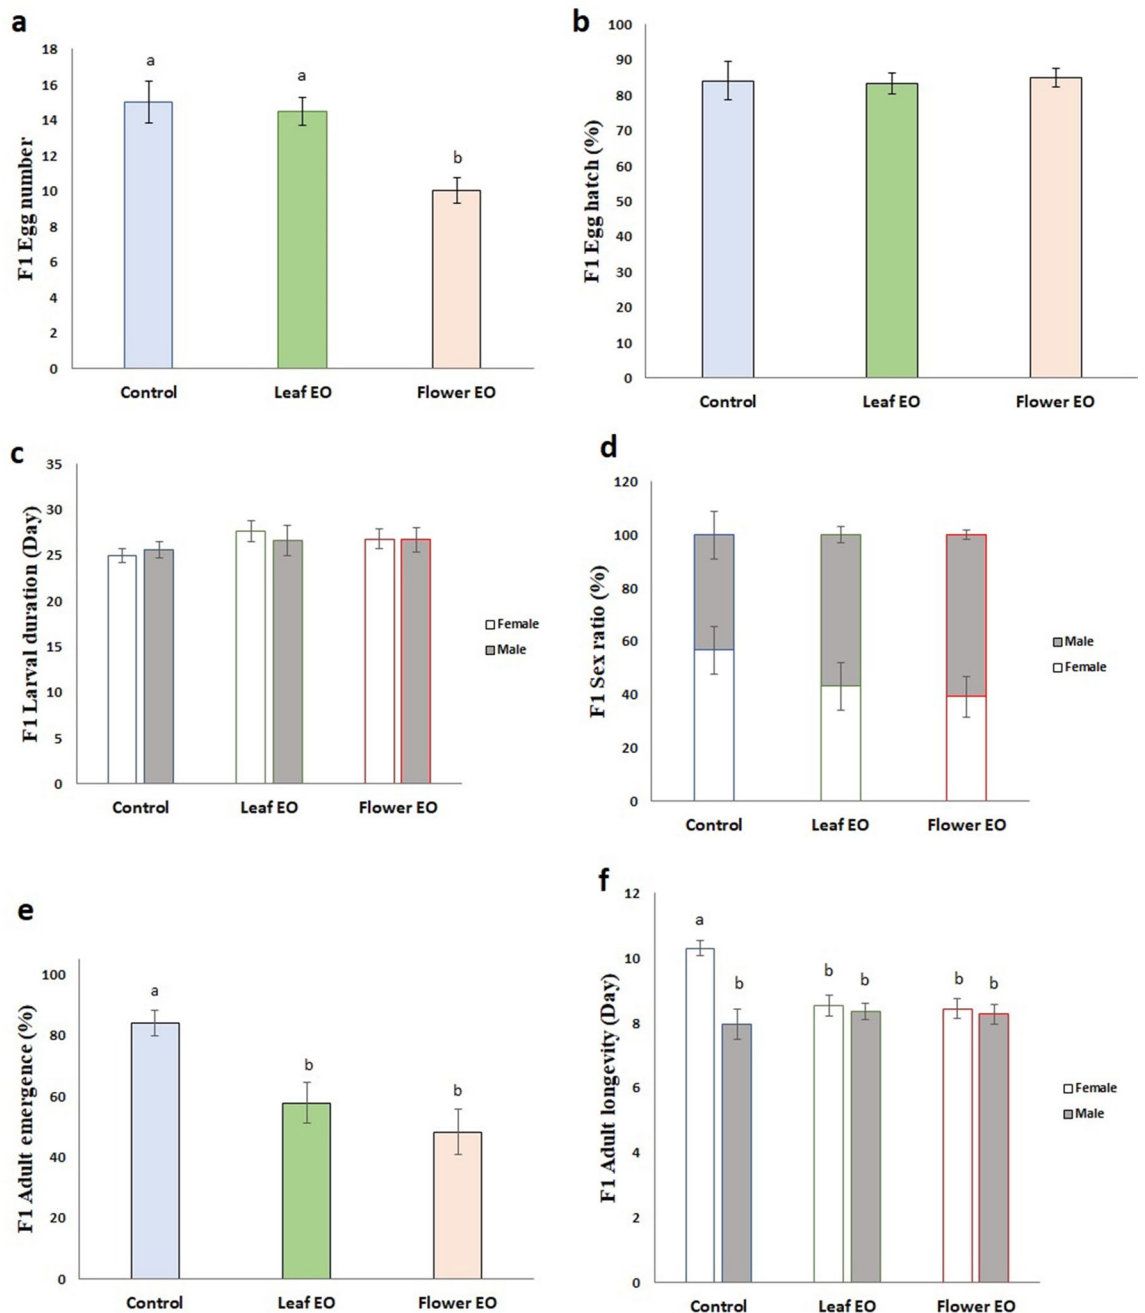 a
F1 Egg number
18
16
14
12
10
8
6
4
2
0
a
a
b
Control
Leaf EO
Flower EO
b
F1 Egg hatch (%)
100
90
80
70
60
50
40
30
20
10
0
Control
Leaf EO
Flower EO
c
F1 Larval duration (Day)
35
30
25
20
15
10
5
0
Control
Leaf EO
Flower EO
Female
Male
d
F1 Sex ratio (%)
120
100
80
60
40
20
0
Control
Leaf EO
Flower EO
Male
Female
e
F1 Adult emergence (%)
100
80
60
40
20
0
a
b
b
Control
Leaf EO
Flower EO
f
F1 Adult longevity (Day)
12
10
8
6
4
2
0
a
b
b
b
b
b
Control
Leaf EO
Flower EO
Female
Male